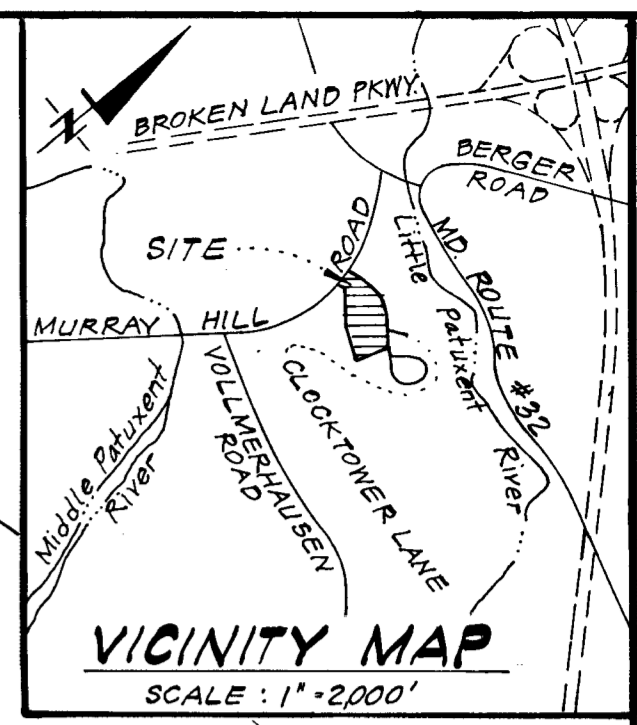 N
BROKEN LAND PKWY.
BERGER
ROAD
SITE
ROAD
Little
Patuxent
River
MD. ROUTE #32
MURRAY HILL
VOLLMERHAUSEN
ROAD
CLOCKTOWER LANE
Middle Patuxent
River
VICINITY MAP
SCALE : 1" = 2,000'